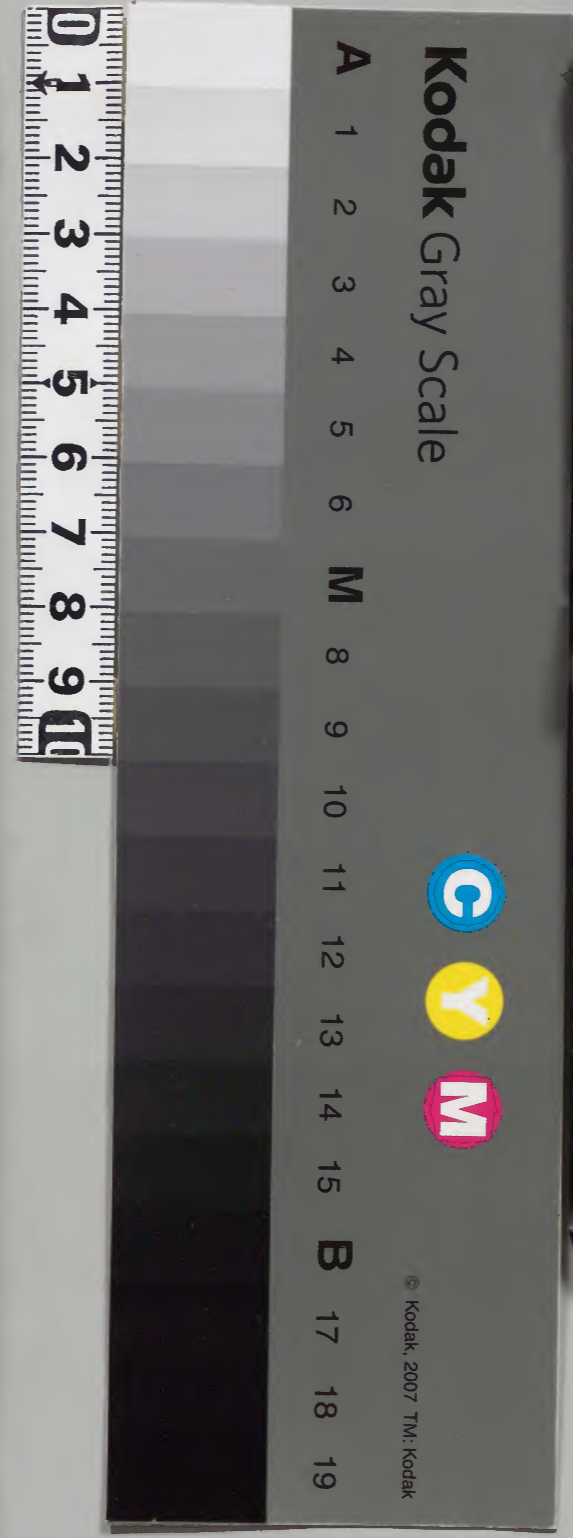 Kodak Gray Scale
C Y M
© Kodak, 2007 TM: Kodak
A 1 2 3 4 5 6 M 8 9 10 11 12 13 14 15 B 17 18 19
0 1 2 3 4 5 6 7 8 9 10